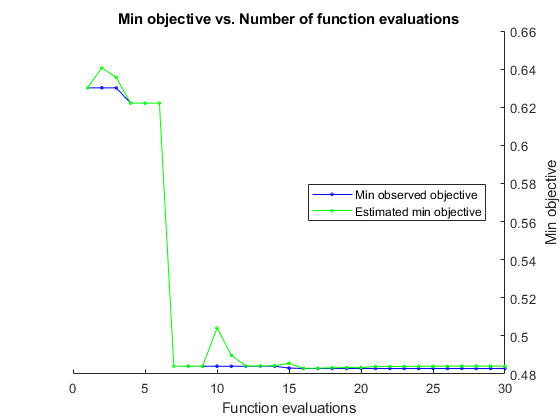 Min objective vs. Number of function evaluations
0.66
0.64
0.62
0.6
0.58
0.56
0.54
0.52
0.5
0.48
Min objective
Min observed objective
Estimated min objective
0 5 10 15 20 25 30
Function evaluations